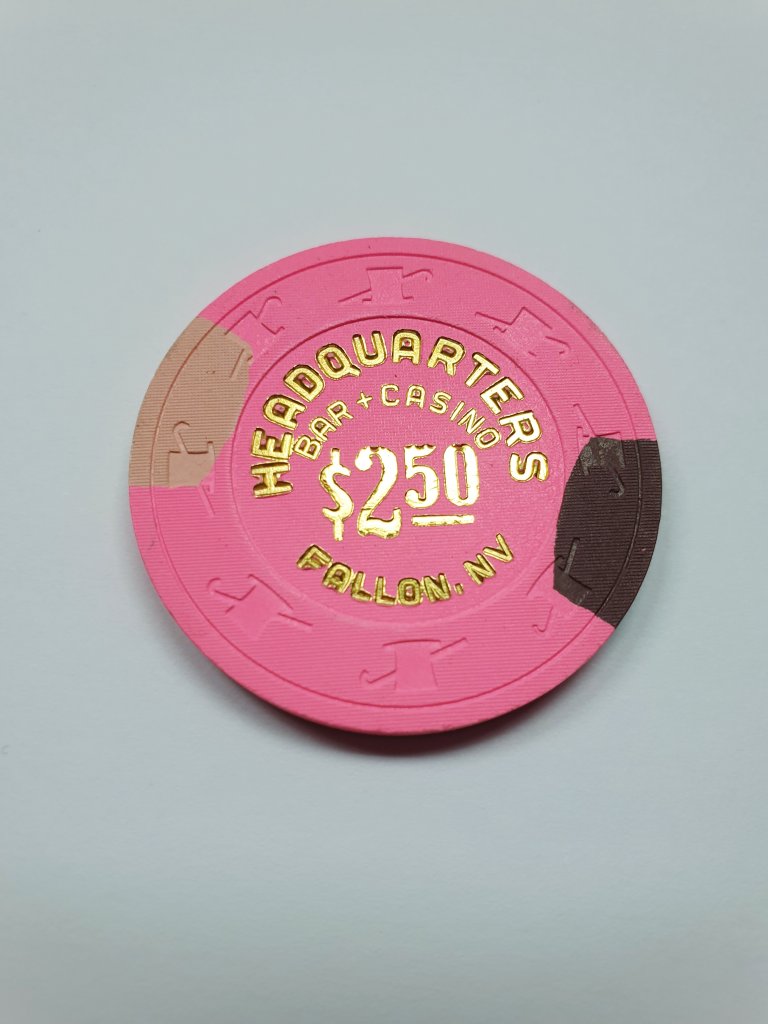 HEADQUARTERS
BAR + CASINO
$2.50
FALLON, NV